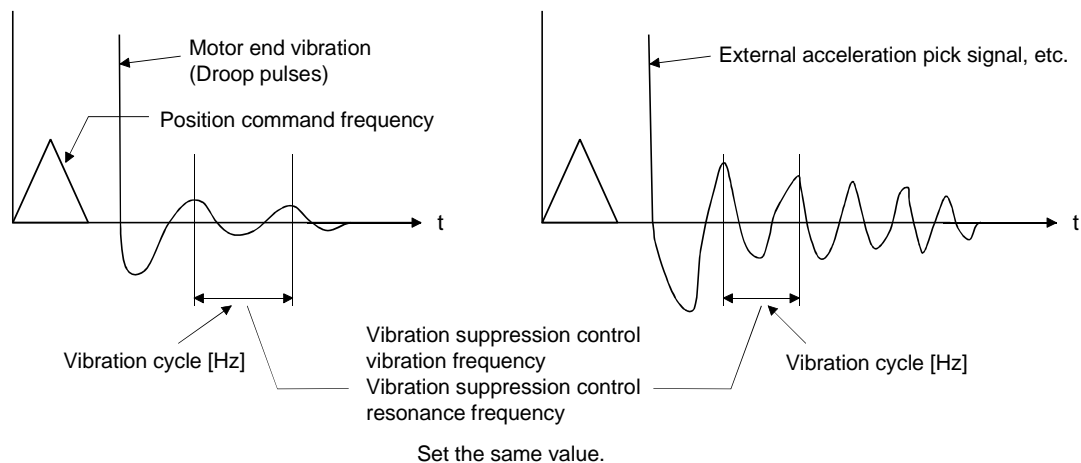 Motor end vibration
(Droop pulses)
Position command frequency
t
Vibration cycle [Hz]
External acceleration pick signal, etc.
t
Vibration cycle [Hz]
Vibration suppression control
vibration frequency
Vibration suppression control
resonance frequency
Set the same value.